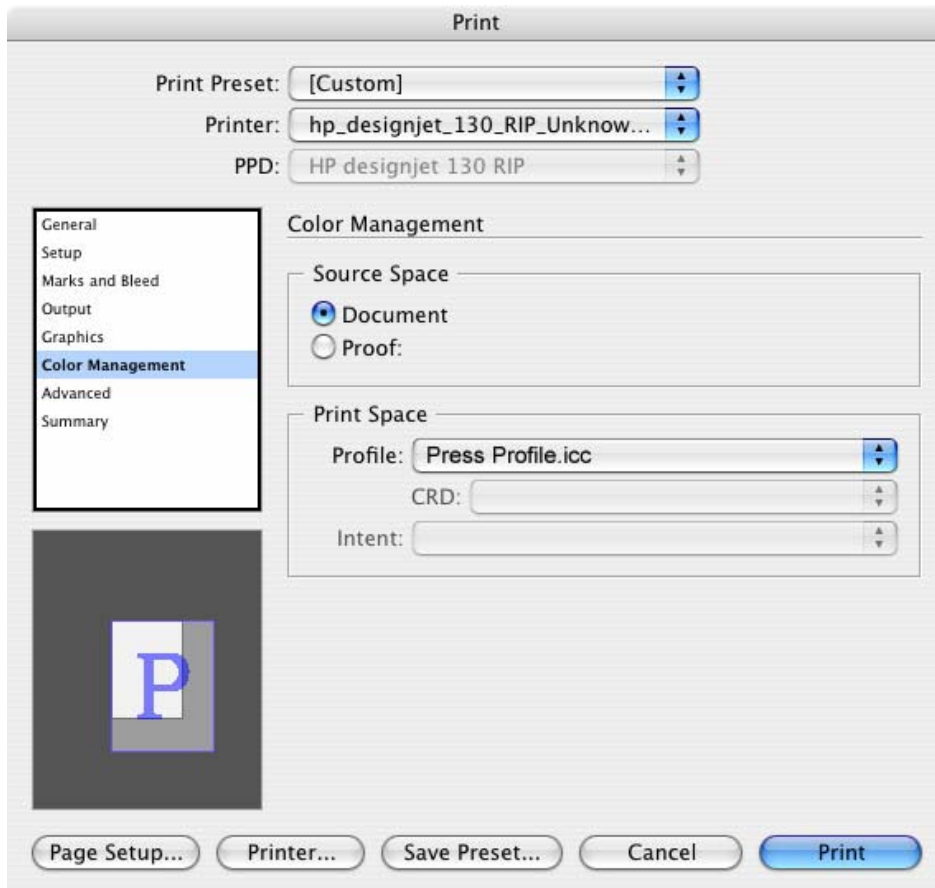 Print
Print Preset: [Custom]
Printer: hp_designjet_130_RIP_Unknow...
PPD: HP designjet 130 RIP
General
Setup
Marks and Bleed
Output
Graphics
Color Management
Advanced
Summary
Color Management
Source Space
Document
Proof:
Print Space
Profile: Press Profile.icc
CRD:
Intent:
P
Page Setup... Printer... Save Preset... Cancel Print